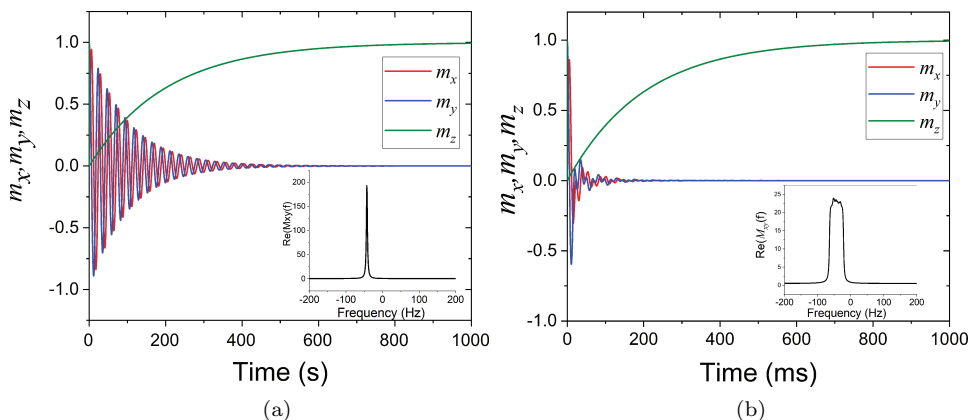 1.0
0.5
0.0
-0.5
-1.0
m_x, m_y, m_z
m_x
m_y
m_z
200
150
100
50
0
Re(Mxy(f)
-200 -100 0 100 200
Frequency (Hz)
0 200 400 600 800 1000
Time (s)
(a)
1.0
0.5
0.0
-0.5
-1.0
m_x, m_y, m_z
m_x
m_y
m_z
25
20
15
10
5
0
Re(M_xy(f)
-200 -100 0 100 200
Frequency (Hz)
0 200 400 600 800 1000
Time (ms)
(b)